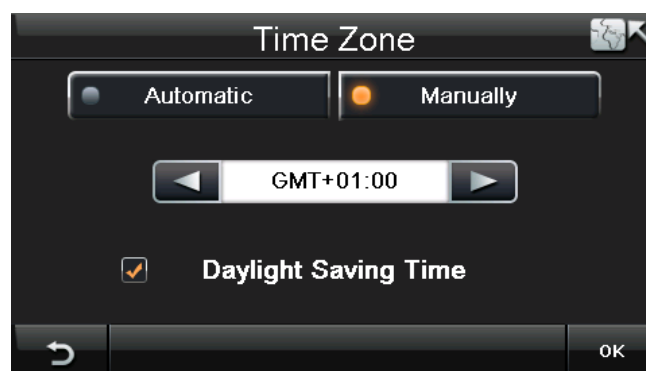 Time Zone
Automatic Manually
GMT+01:00
Daylight Saving Time
OK